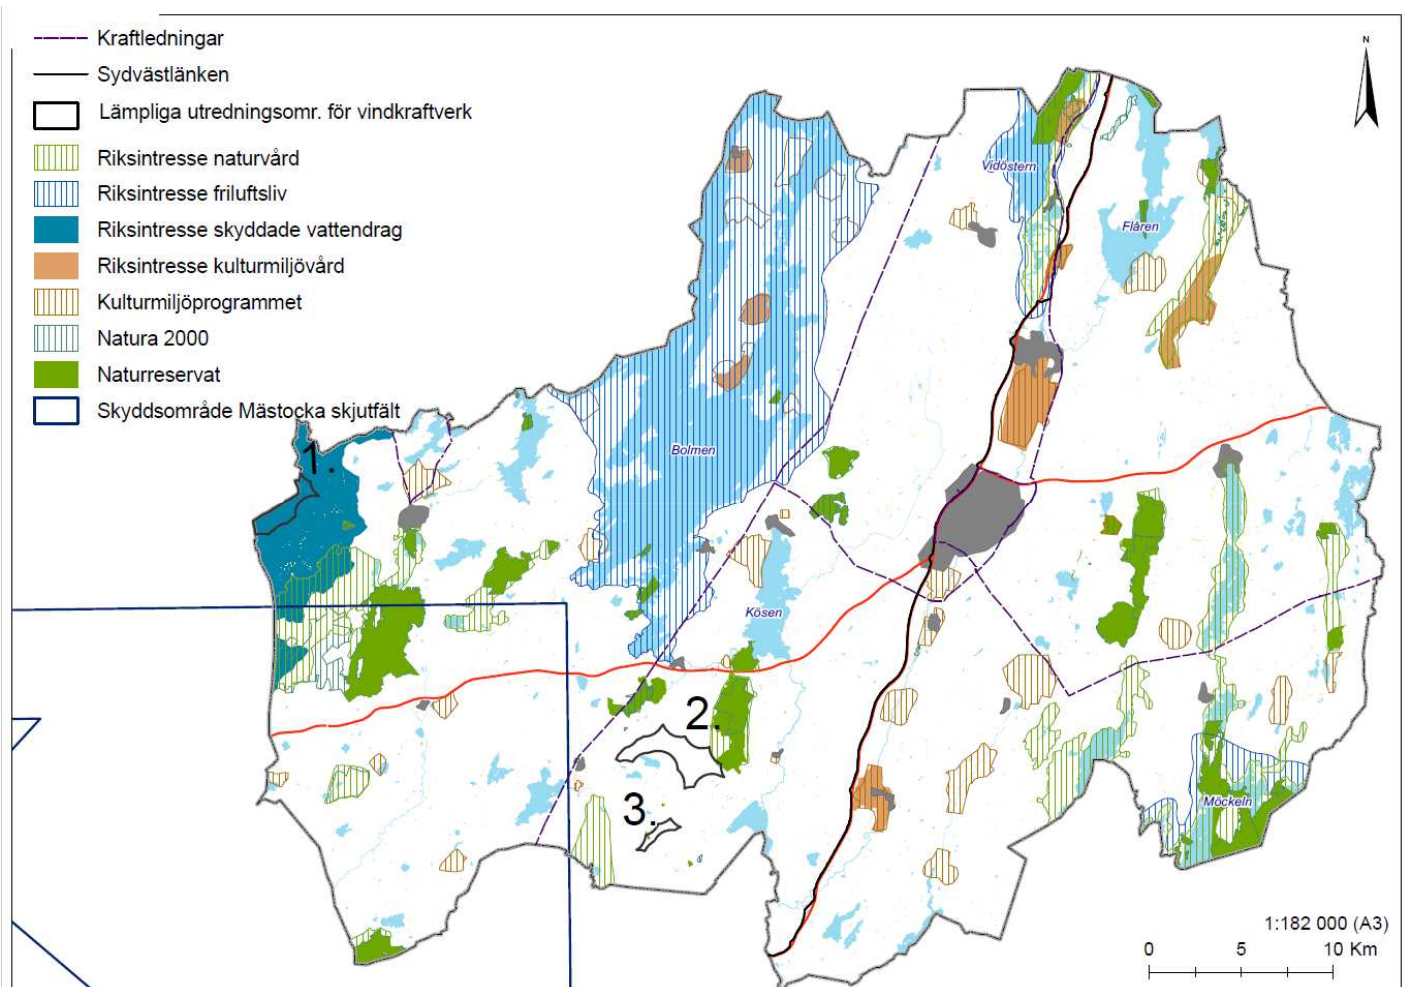 Kraftledningar
Sydvästlänken
Lämpliga utredningsomr. för vindkraftverk
Riksintresse naturvård
Riksintresse friluftsliv
Riksintresse skyddade vattendrag
Riksintresse kulturmiljövård
Kulturmiljöprogrammet
Natura 2000
Naturreservat
Skyddsområde Mästocka skjutfält
N
Vidöstern
Flåren
Bolmen
1.
Kösen
2.
3.
Möckeln
1:182 000 (A3)
0 5 10 Km